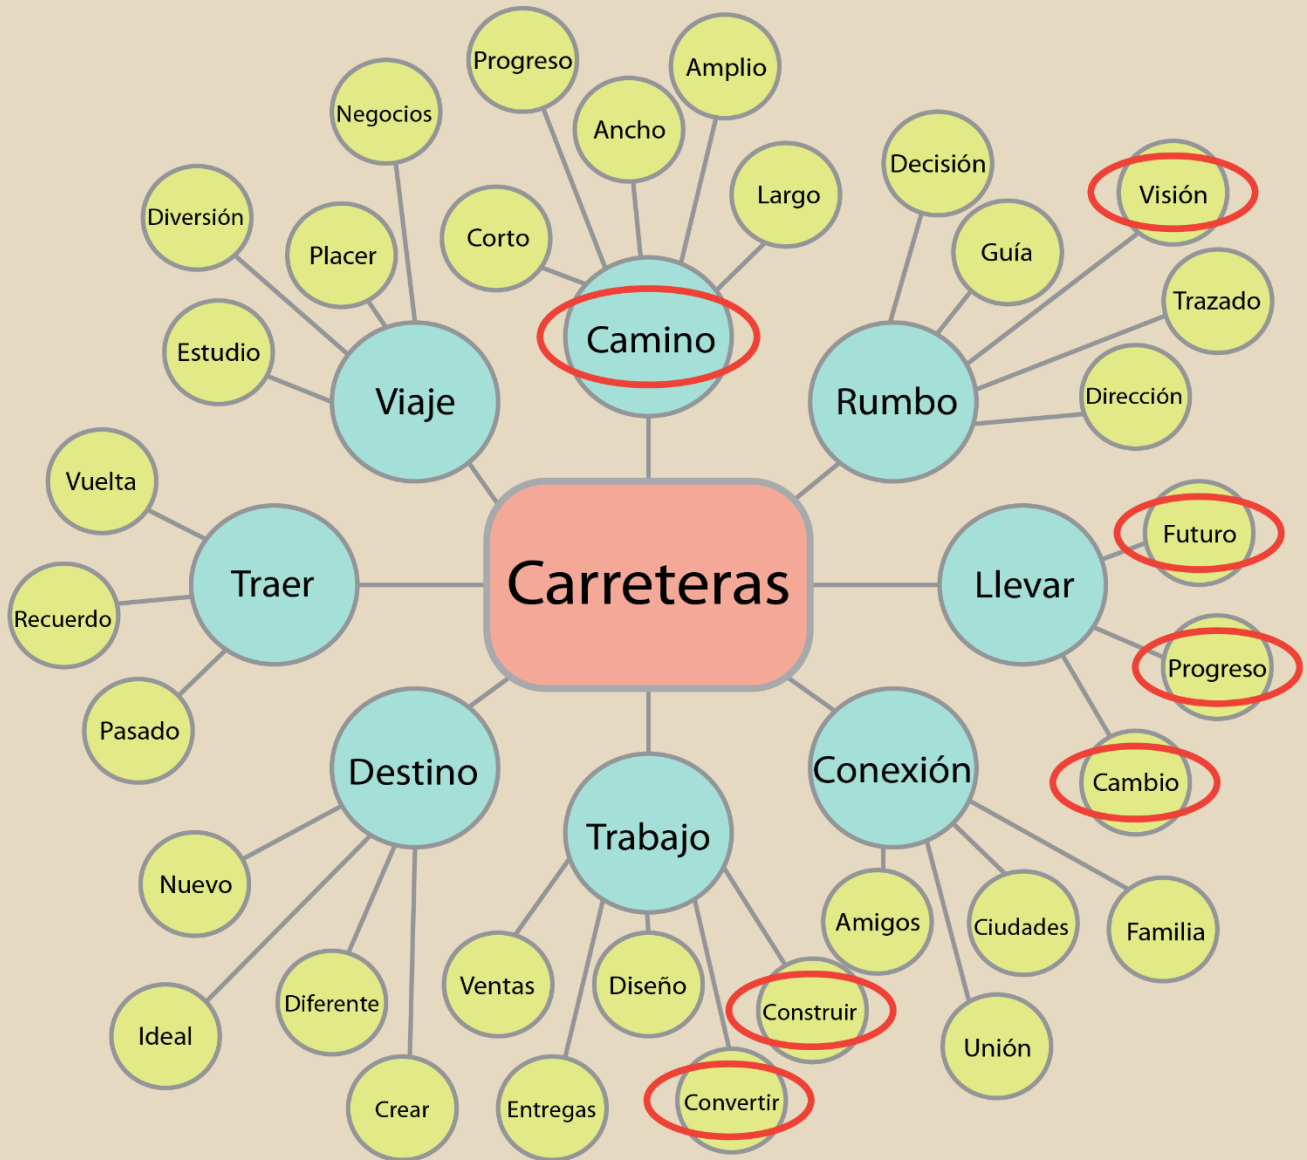 Carreteras
Camino
Progreso
Amplio
Ancho
Largo
Corto
Rumbo
Decisión
Visión
Guía
Trazado
Dirección
Llevar
Futuro
Progreso
Cambio
Conexión
Amigos
Ciudades
Familia
Unión
Trabajo
Ventas
Diseño
Construir
Entregas
Convertir
Destino
Nuevo
Ideal
Diferente
Crear
Traer
Vuelta
Recuerdo
Pasado
Viaje
Negocios
Diversión
Placer
Estudio